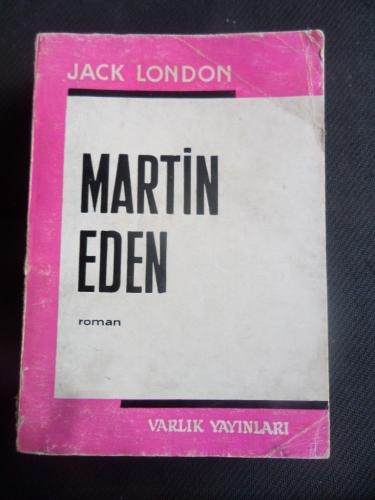 JACK LONDON
MARTİN
EDEN
roman
VARLIK YAYINLARI